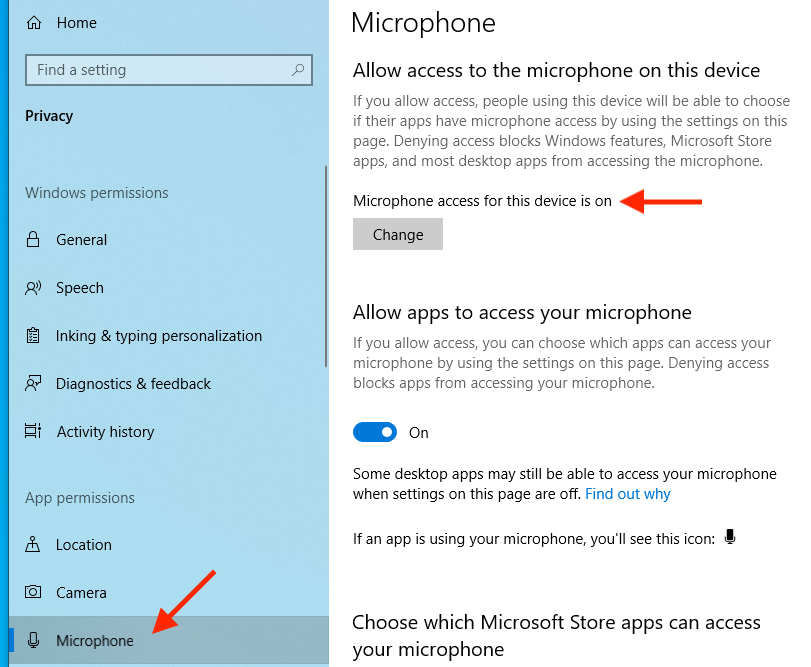 Home
Find a setting
Privacy
Windows permissions
General
Speech
Inking & typing personalization
Diagnostics & feedback
Activity history
App permissions
Location
Camera
Microphone
Microphone
Allow access to the microphone on this device
If you allow access, people using this device will be able to choose
if their apps have microphone access by using the settings on this
page. Denying access blocks Windows features, Microsoft Store
apps, and most desktop apps from accessing the microphone.
Microphone access for this device is on
Change
Allow apps to access your microphone
If you allow access, you can choose which apps can access your
microphone by using the settings on this page. Denying access
blocks apps from accessing your microphone.
On
Some desktop apps may still be able to access your microphone
when settings on this page are off. Find out why
If an app is using your microphone, you'll see this icon:
Choose which Microsoft Store apps can access
your microphone